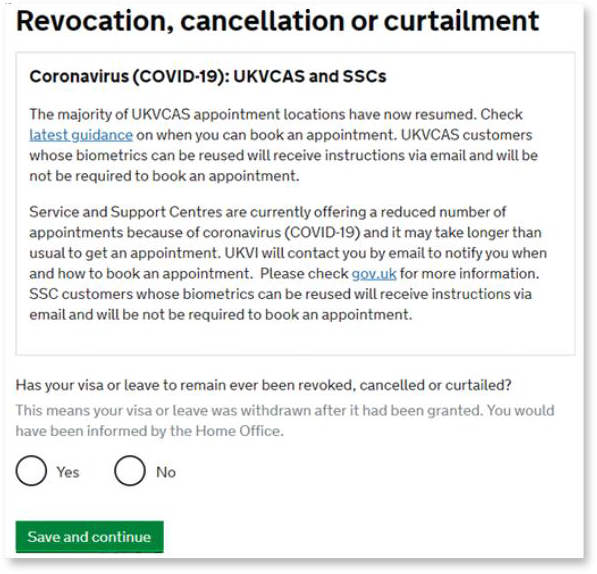 Revocation, cancellation or curtailment
Coronavirus (COVID-19): UKVCAS and SSCs
The majority of UKVCAS appointment locations have now resumed. Check
latest guidance on when you can book an appointment. UKVCAS customers
whose biometrics can be reused will receive instructions via email and will be
not be required to book an appointment.
Service and Support Centres are currently offering a reduced number of
appointments because of coronavirus (COVID-19) and it may take longer than
usual to get an appointment. UKVI will contact you by email to notify you when
and how to book an appointment. Please check gov.uk for more information.
SSC customers whose biometrics can be reused will receive instructions via
email and will be not be required to book an appointment.
Has your visa or leave to remain ever been revoked, cancelled or curtailed?
This means your visa or leave was withdrawn after it had been granted. You would
have been informed by the Home Office.
Yes No
Save and continue